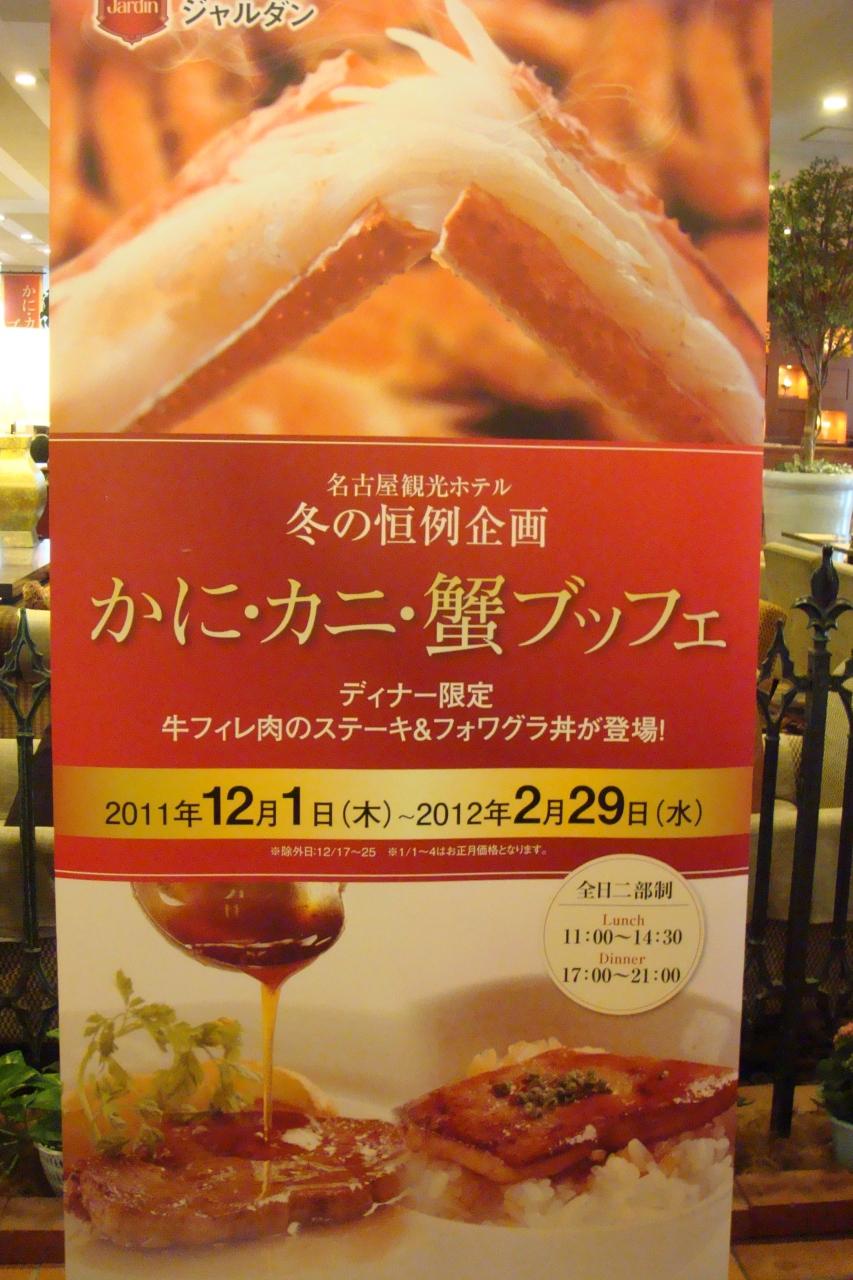 Jardin
ジャルダン
かに・カ
名古屋観光ホテル
冬の恒例企画
かに・カニ・蟹ブッフェ
ディナー限定
牛フィレ肉のステーキ&フォワグラ丼が登場!
2011年12月1日(木)~2012年2月29日(水)
※除外日:12/17〜25 ※1/1〜4はお正月価格となります。
全日二部制
Lunch
11:00〜14:30
Dinner
17:00〜21:00